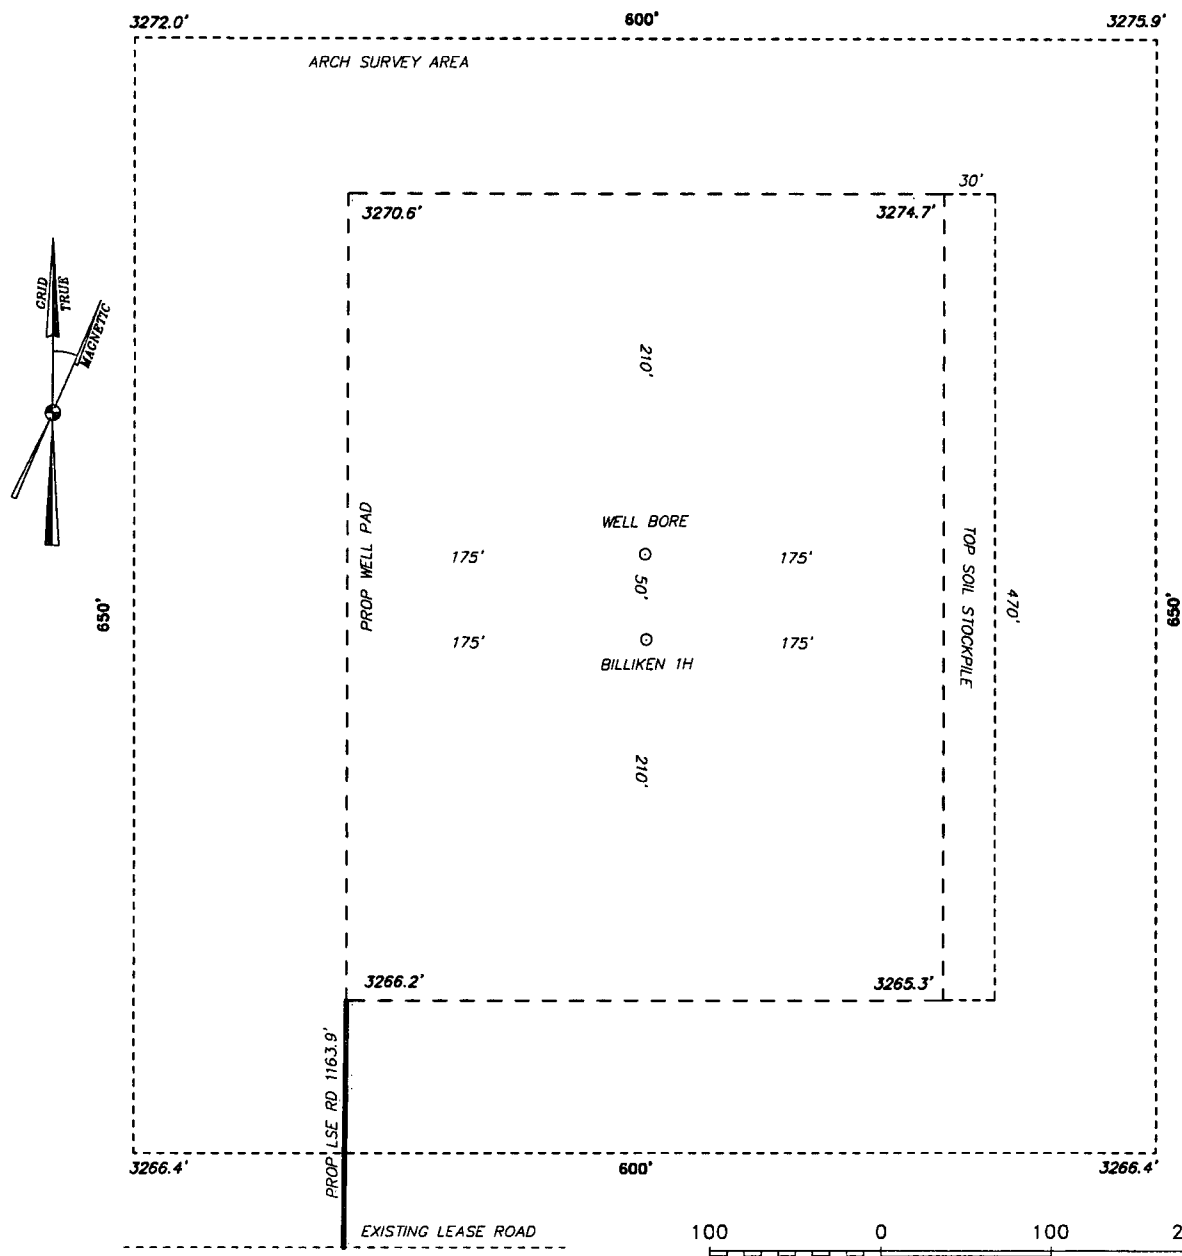 3272.0' 600' 3275.9'
ARCH SURVEY AREA
30'
3270.6' 3274.7'
GRID
TRUE
MAGNETIC
210'
PROP WELL PAD
WELL BORE
175' 175'
50'
TOP SOIL STOCKPILE
470'
650' 650'
175' 175'
BILLIKEN 1H
210'
3266.2' 3265.3'
PROP LSE RD 1163.9'
3266.4' 600' 3266.4'
EXISTING LEASE ROAD
100 0 100 2